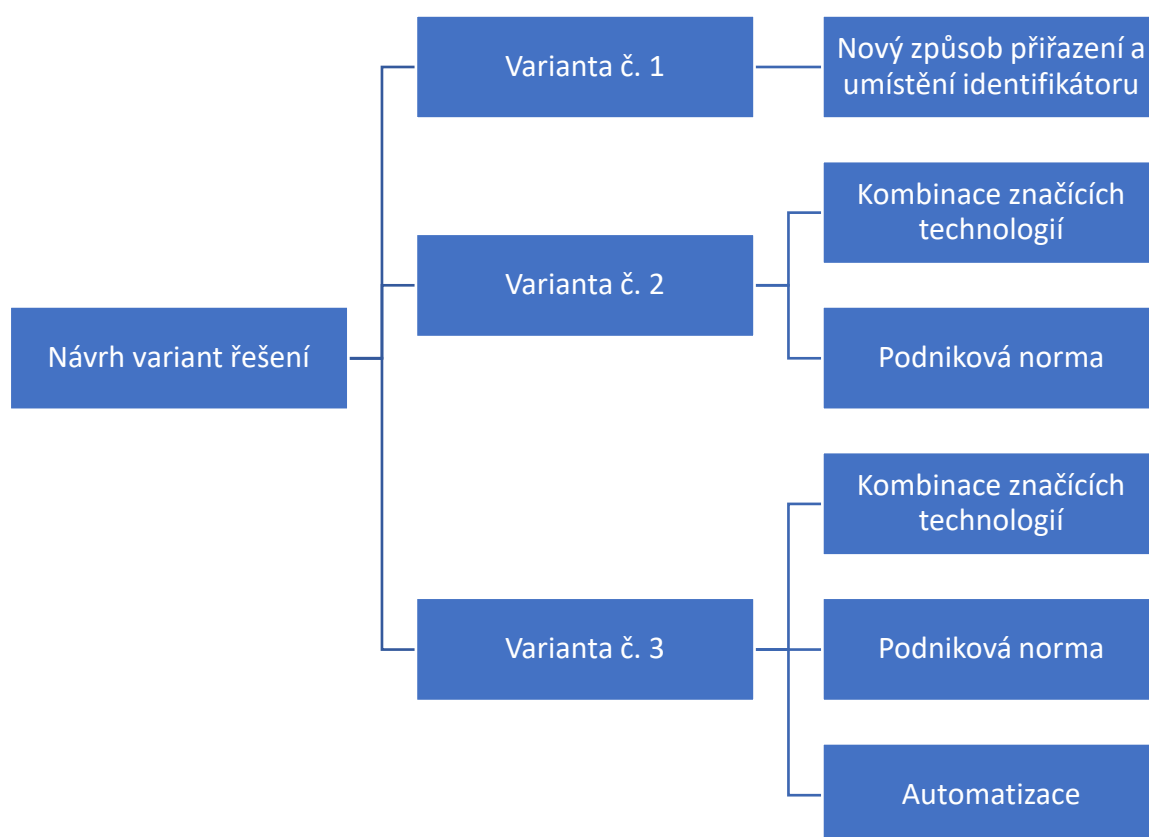 Návrh variant řešení
Varianta č. 1
Nový způsob přiřazení a
umístění identifikátoru
Varianta č. 2
Kombinace značících
technologií
Podniková norma
Varianta č. 3
Kombinace značících
technologií
Podniková norma
Automatizace